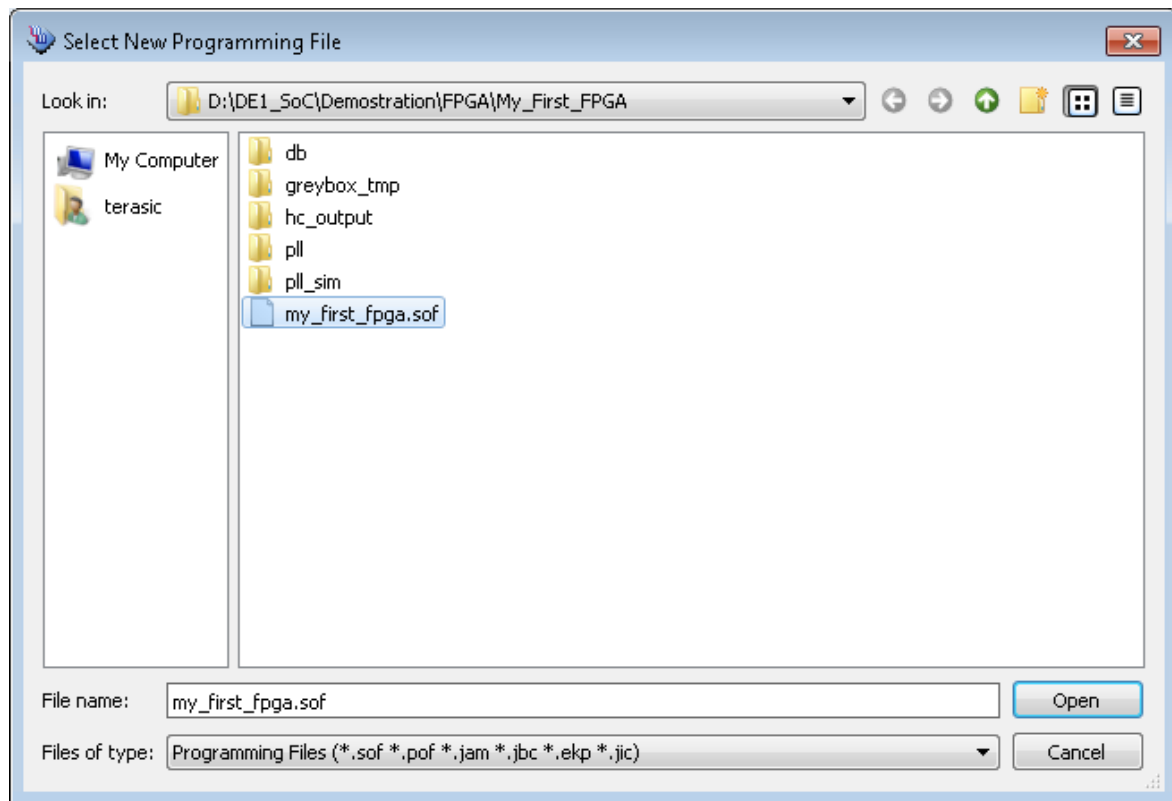 Select New Programming File
Look in: D:\DE1_SoC\Demostration\FPGA\My_First_FPGA
My Computer
terasic
db
greybox_tmp
hc_output
pll
pll_sim
my_first_fpga.sof
File name: my_first_fpga.sof Open
Files of type: Programming Files (*.sof *.pof *.jam *.jbc *.ekp *.jic) Cancel